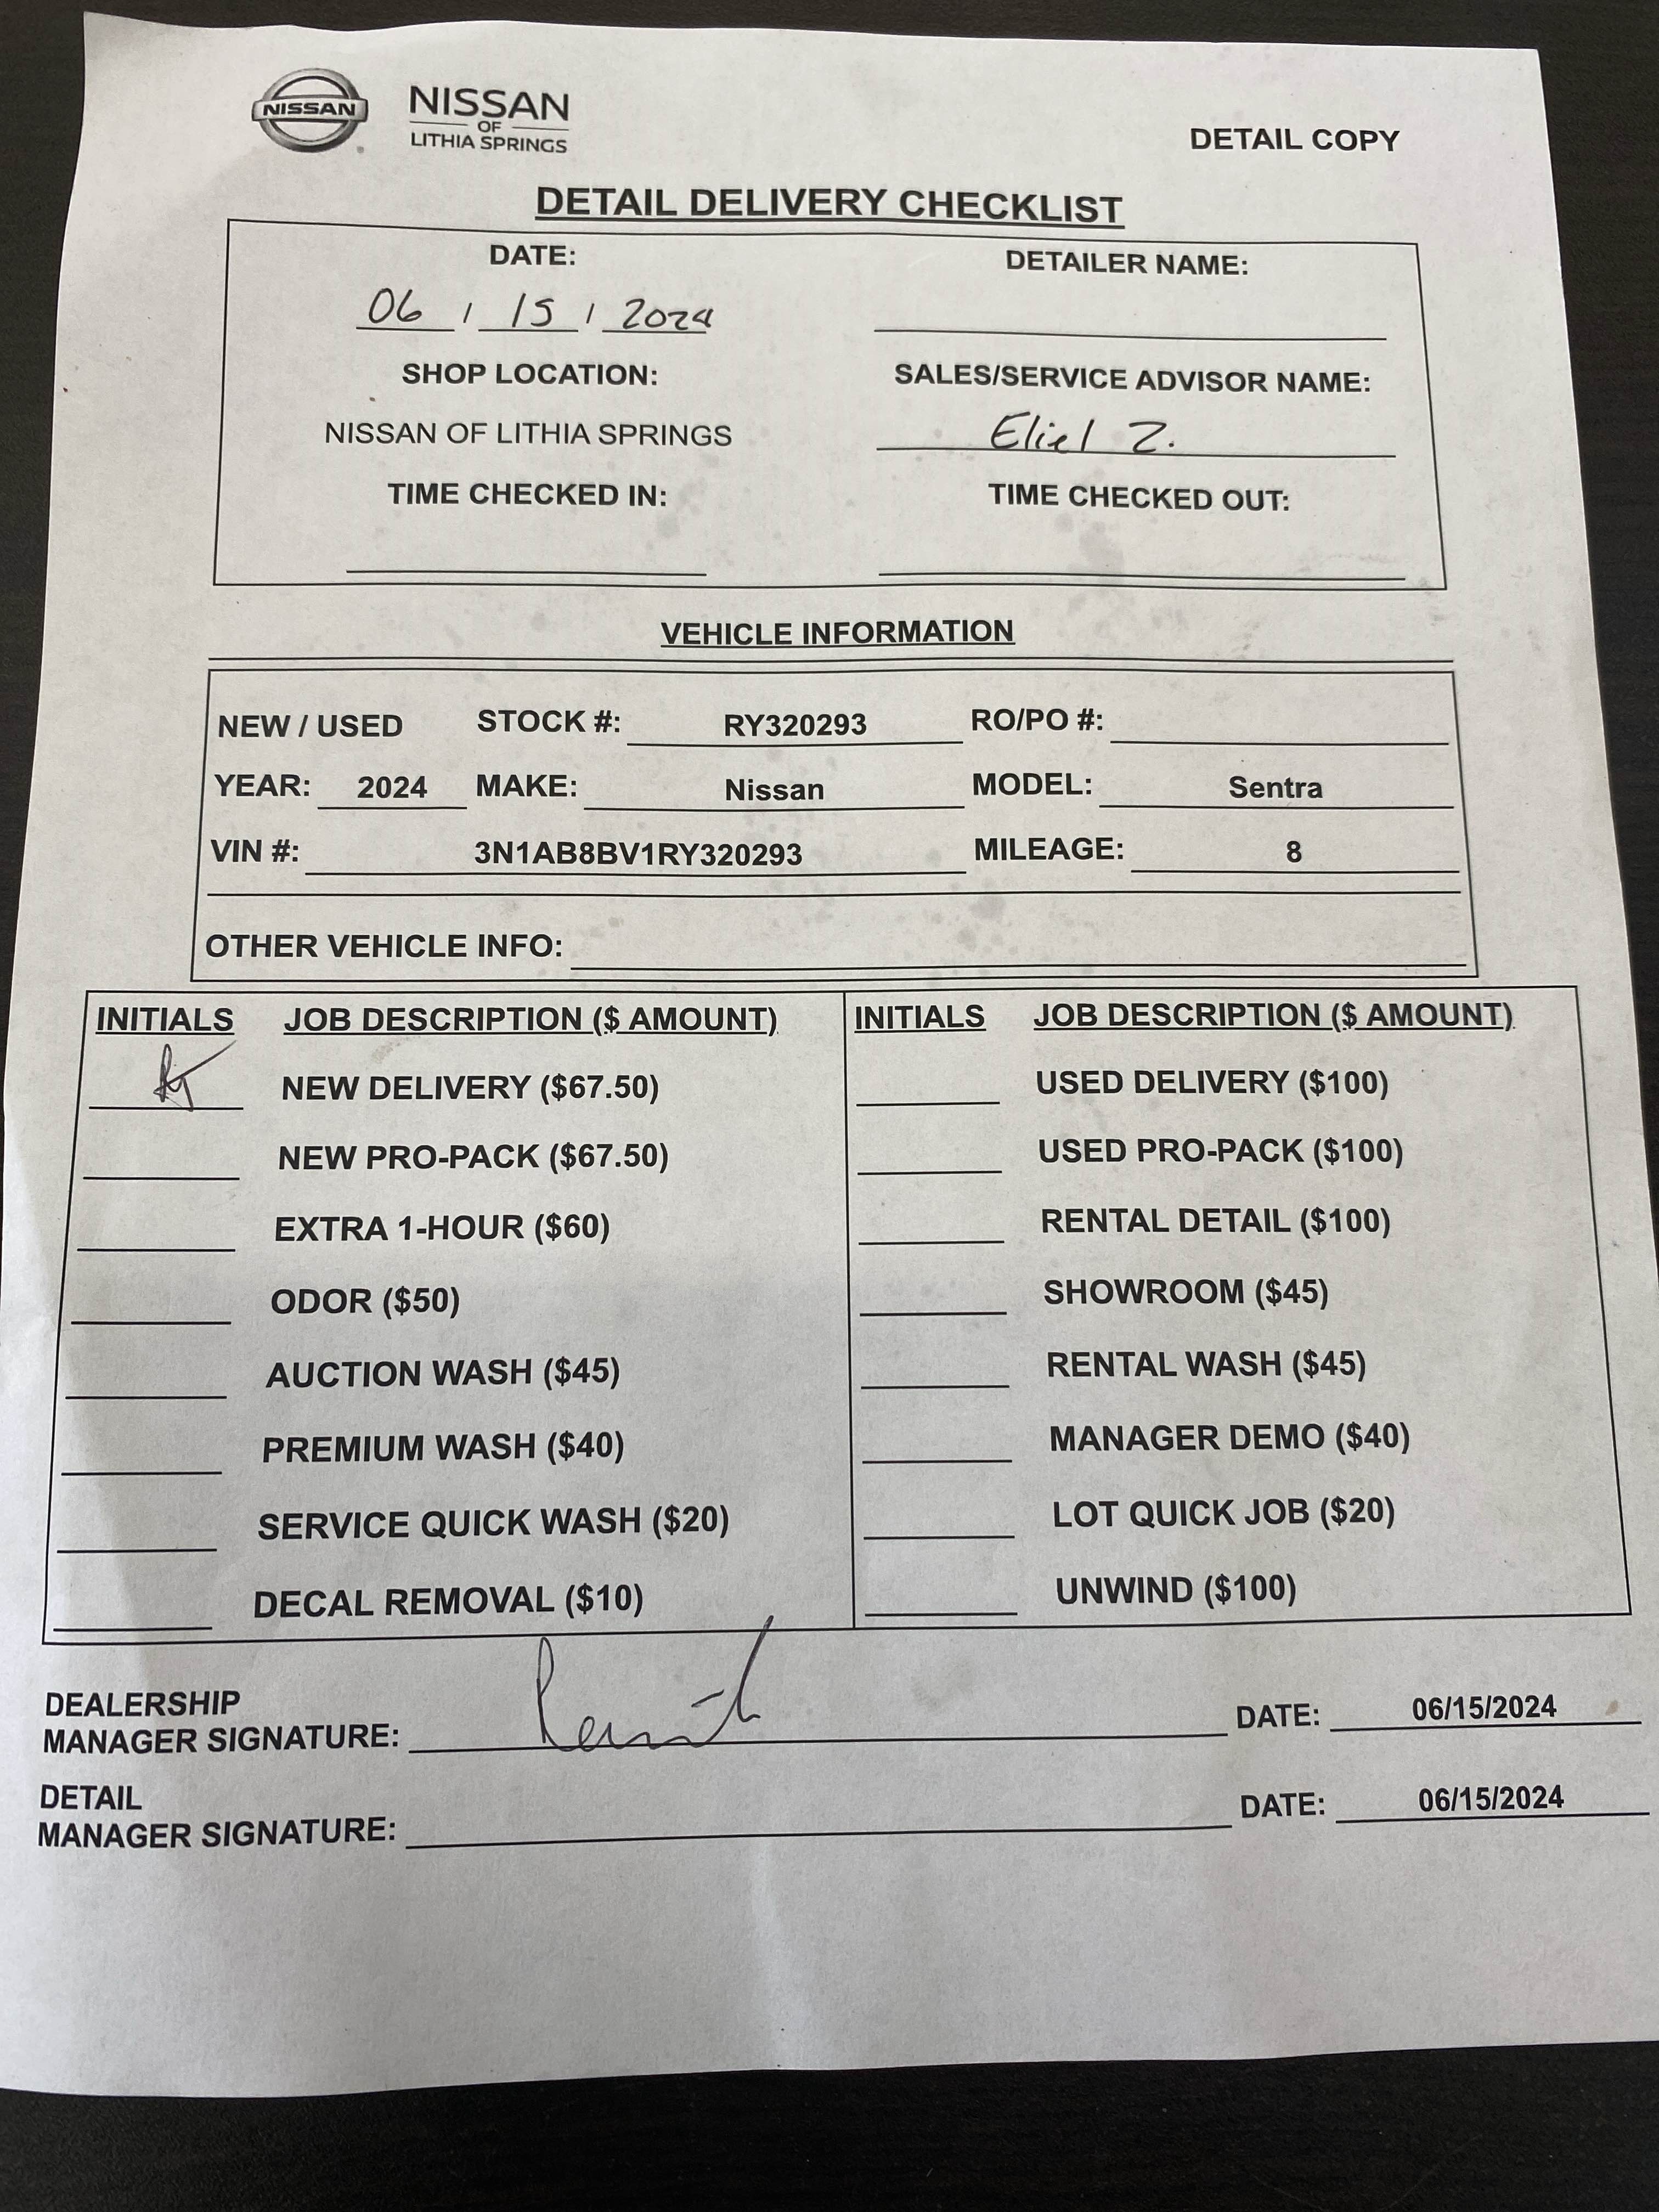 NISSAN
NISSAN
OF
LITHIA SPRINGS
DETAIL COPY
DETAIL DELIVERY CHECKLIST
DATE: DETAILER NAME:
06 / 15 / 2024
SHOP LOCATION: SALES/SERVICE ADVISOR NAME:
NISSAN OF LITHIA SPRINGS Eliel Z.
TIME CHECKED IN: TIME CHECKED OUT:
VEHICLE INFORMATION
NEW / USED STOCK #: RY320293 RO/PO #:
YEAR: 2024 MAKE: Nissan MODEL: Sentra
VIN #: 3N1AB8BV1RY320293 MILEAGE: 8
OTHER VEHICLE INFO:
INITIALS JOB DESCRIPTION ($ AMOUNT) INITIALS JOB DESCRIPTION ($ AMOUNT)
NEW DELIVERY ($67.50) USED DELIVERY ($100)
NEW PRO-PACK ($67.50) USED PRO-PACK ($100)
EXTRA 1-HOUR ($60) RENTAL DETAIL ($100)
ODOR ($50) SHOWROOM ($45)
AUCTION WASH ($45) RENTAL WASH ($45)
PREMIUM WASH ($40) MANAGER DEMO ($40)
SERVICE QUICK WASH ($20) LOT QUICK JOB ($20)
DECAL REMOVAL ($10) UNWIND ($100)
DEALERSHIP
MANAGER SIGNATURE: DATE: 06/15/2024
DETAIL
MANAGER SIGNATURE: DATE: 06/15/2024